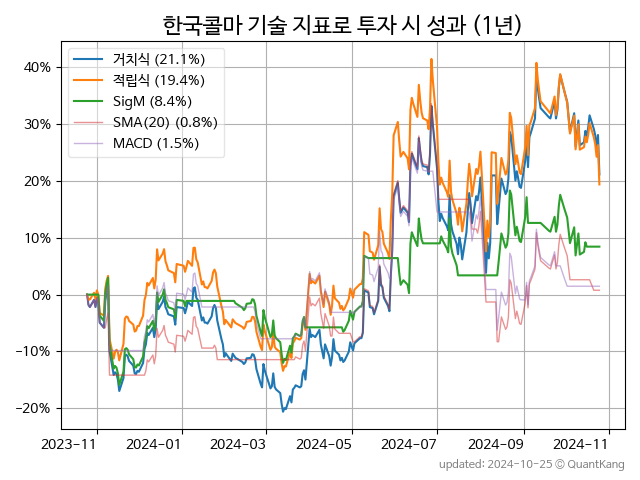 한국콜마 기술 지표로 투자 시 성과 (1년)
거치식 (21.1%)
적립식 (19.4%)
SigM (8.4%)
SMA(20) (0.8%)
MACD (1.5%)
40%
30%
20%
10%
0%
−10%
−20%
2023-11 2024-01 2024-03 2024-05 2024-07 2024-09 2024-11
updated: 2024-10-25 © QuantKang